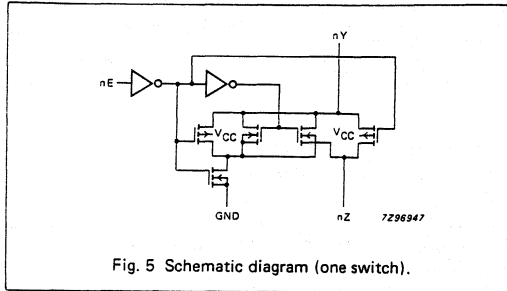 nY
nE
VCC
VCC
GND
nZ
7Z96947
Fig. 5 Schematic diagram (one switch).